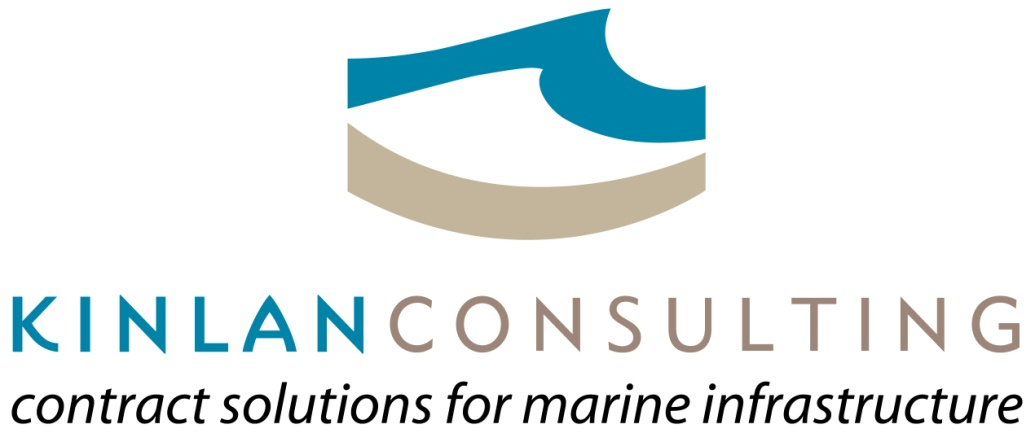 KINLANCONSULTING
contract solutions for marine infrastructure